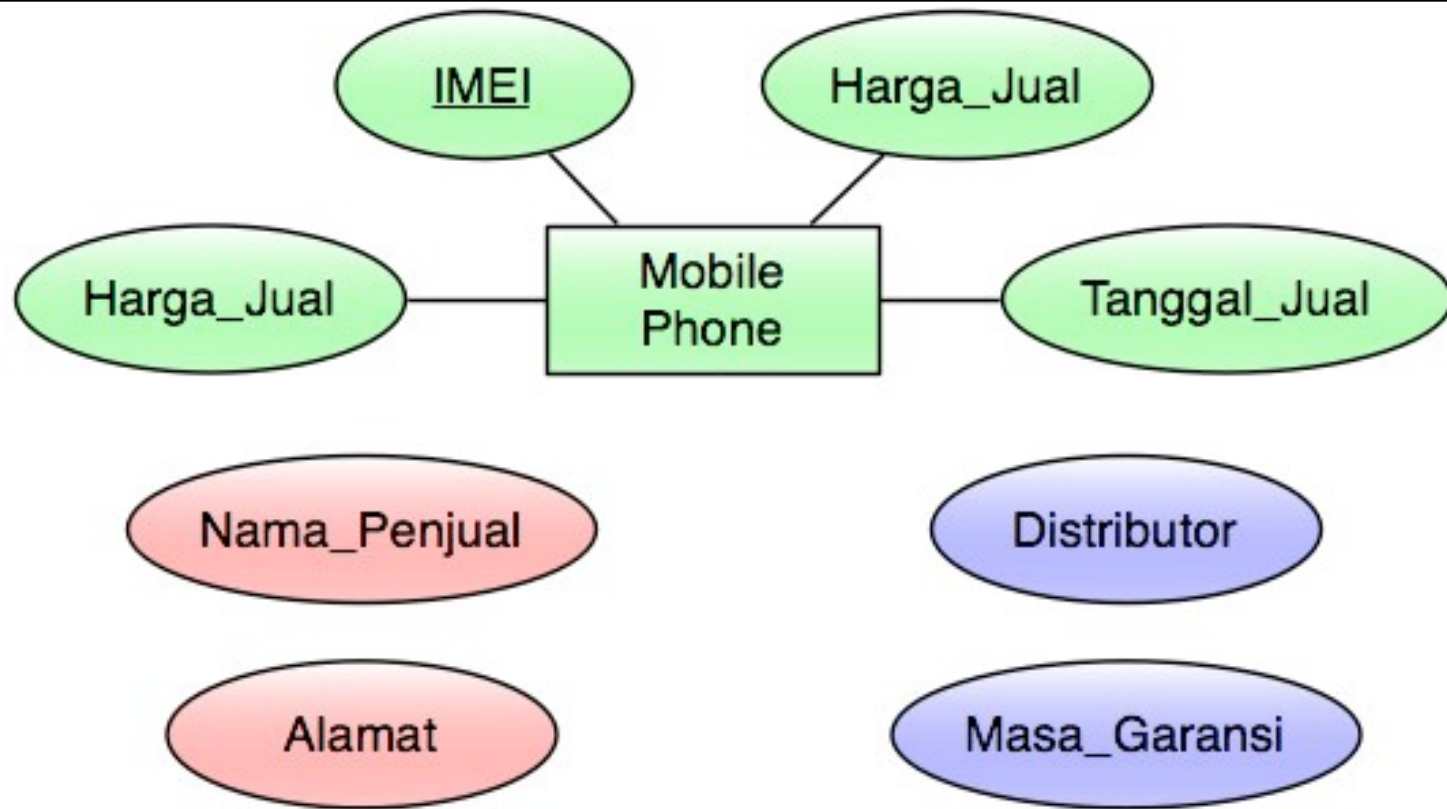 IMEI
Harga_Jual
Harga_Jual
Mobile
Phone
Tanggal_Jual
Nama_Penjual
Distributor
Alamat
Masa_Garansi